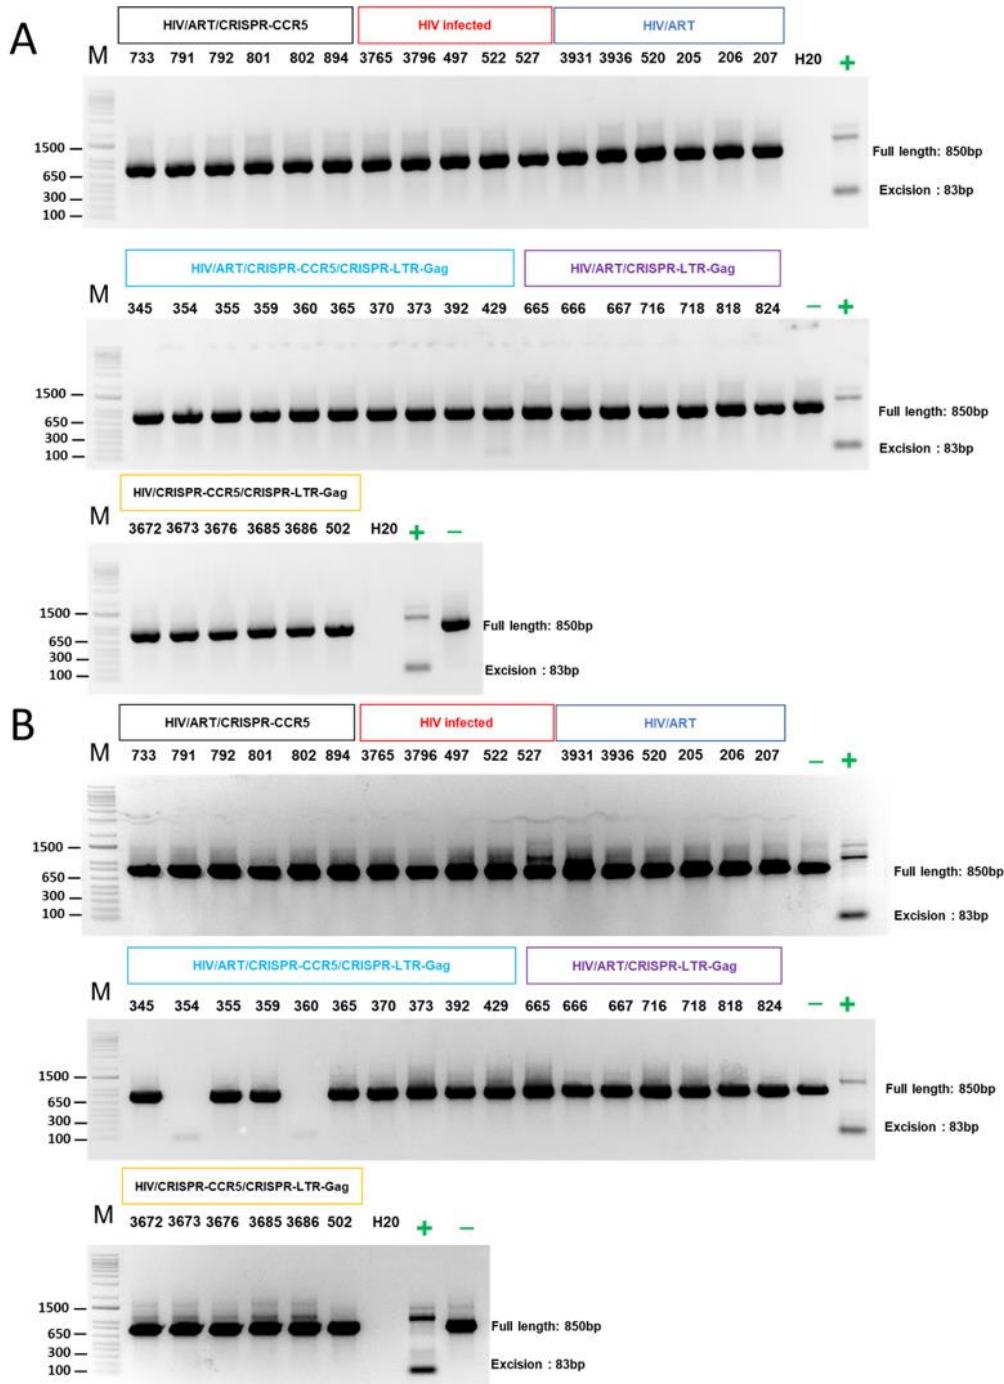 A
HIV/ART/CRISPR-CCR5 HIV infected HIV/ART
M 733 791 792 801 802 894 3765 3796 497 522 527 3931 3936 520 205 206 207 H20 +
1500
650
300
100
Full length: 850bp
Excision : 83bp
HIV/ART/CRISPR-CCR5/CRISPR-LTR-Gag HIV/ART/CRISPR-LTR-Gag
M 345 354 355 359 360 365 370 373 392 429 665 666 667 716 718 818 824 − +
1500
650
300
100
Full length: 850bp
Excision : 83bp
HIV/CRISPR-CCR5/CRISPR-LTR-Gag
M 3672 3673 3676 3685 3686 502 H20 + −
1500
650
300
100
Full length: 850bp
Excision : 83bp
B
HIV/ART/CRISPR-CCR5 HIV infected HIV/ART
M 733 791 792 801 802 894 3765 3796 497 522 527 3931 3936 520 205 206 207 − +
1500
650
300
100
Full length: 850bp
Excision : 83bp
HIV/ART/CRISPR-CCR5/CRISPR-LTR-Gag HIV/ART/CRISPR-LTR-Gag
M 345 354 355 359 360 365 370 373 392 429 665 666 667 716 718 818 824 − +
1500
650
300
100
Full length: 850bp
Excision : 83bp
HIV/CRISPR-CCR5/CRISPR-LTR-Gag
M 3672 3673 3676 3685 3686 502 H20 + −
1500
650
300
100
Full length: 850bp
Excision : 83bp